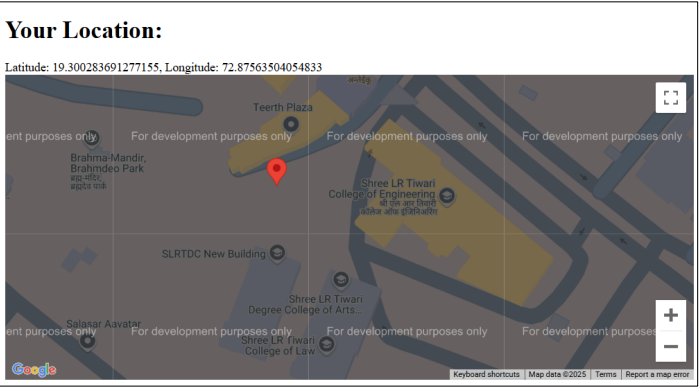 Your Location:
Latitude: 19.300283691277155, Longitude: 72.87563504054833
Teerth Plaza
ent purposes only
For development purposes only
For development purposes only
For development purposes only
Brahma-Mandir,
Brahmdeo Park
ब्रह्म-मंदिर,
ब्रह्मदेव पार्क
Shree LR Tiwari
College of Engineering
श्री एल आर तिवारी
कॉलेज ऑफ इंजिनिअरिंग
SLRTDC New Building
Shree LR Tiwari
Degree College of Arts...
Salasar Aavatar
ent purposes only
For development purposes only
For development purposes only
For development purposes
Shree LR Tiwari
College of Law
Google
Keyboard shortcuts
Map data ©2025
Terms
Report a map error